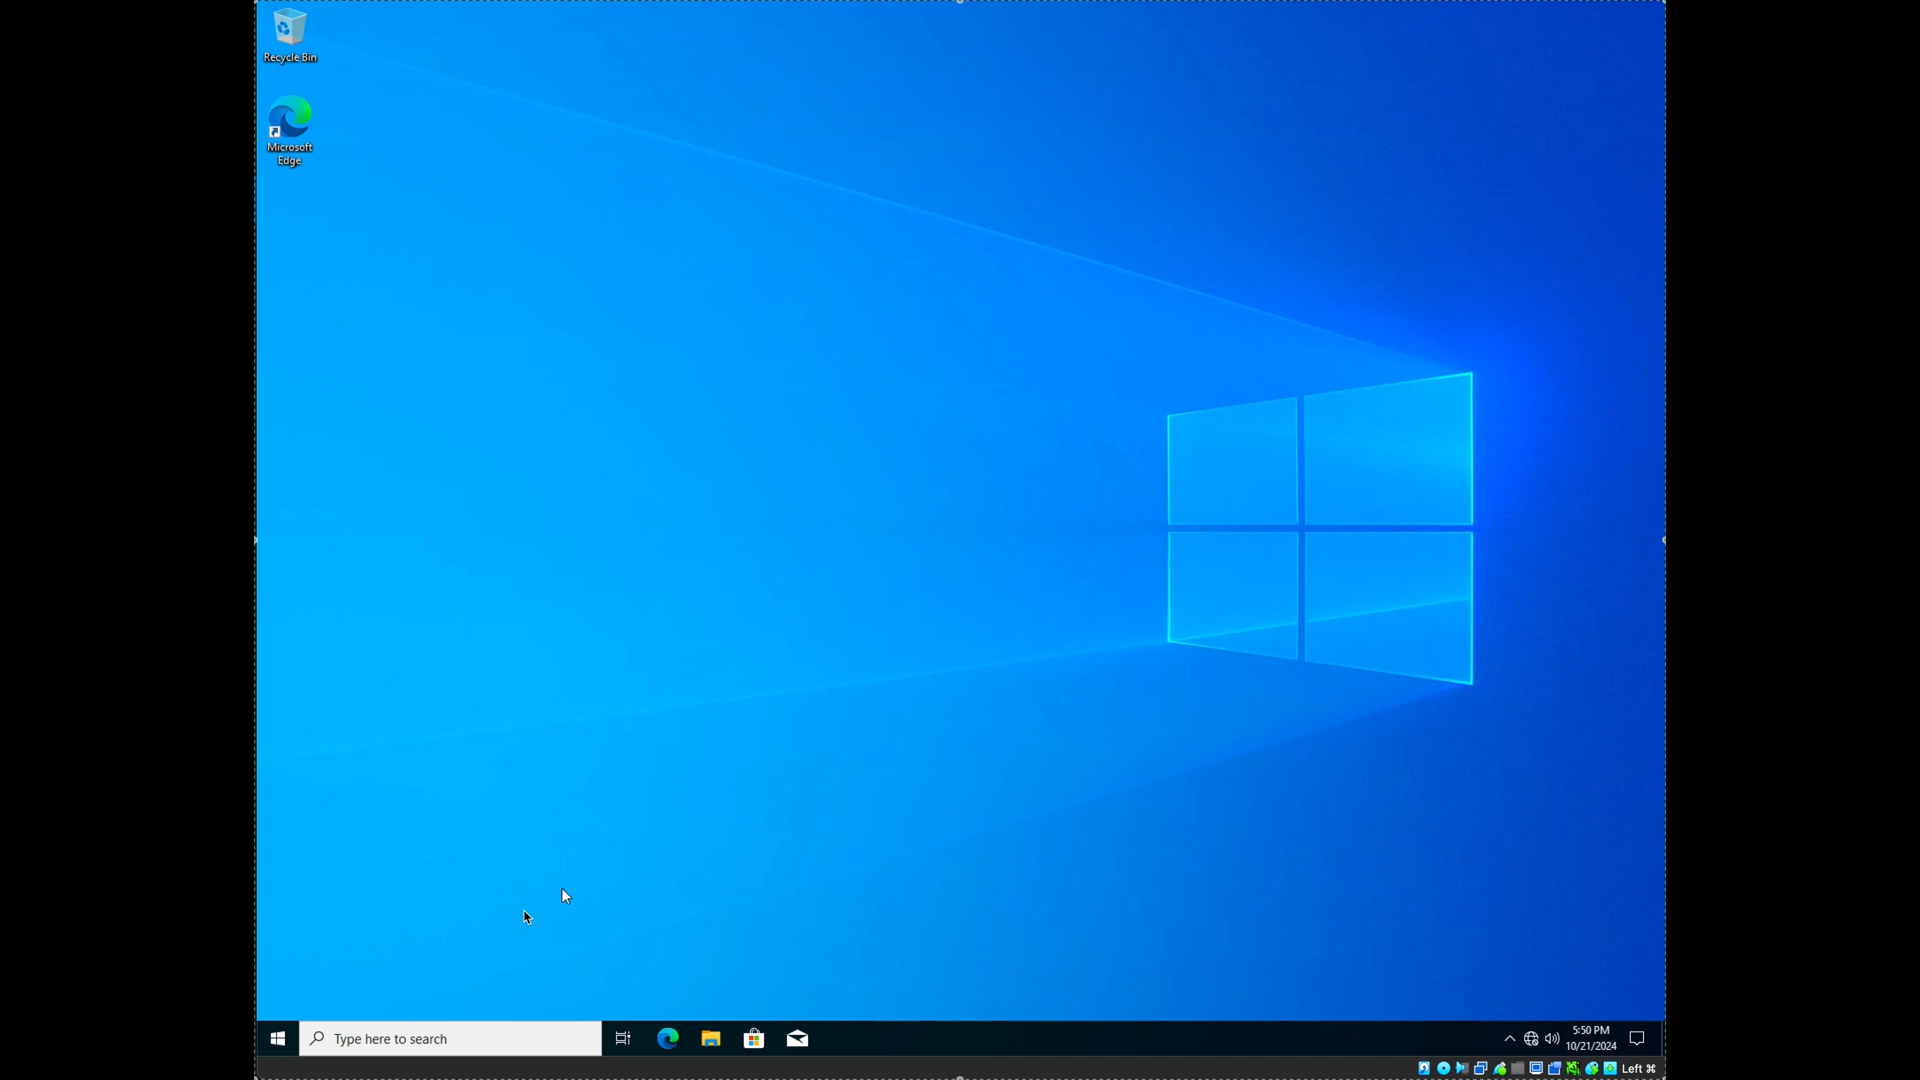 Recycle Bin
Microsoft
Edge
Type here to search
5:50 PM
10/21/2024
Left ⌘